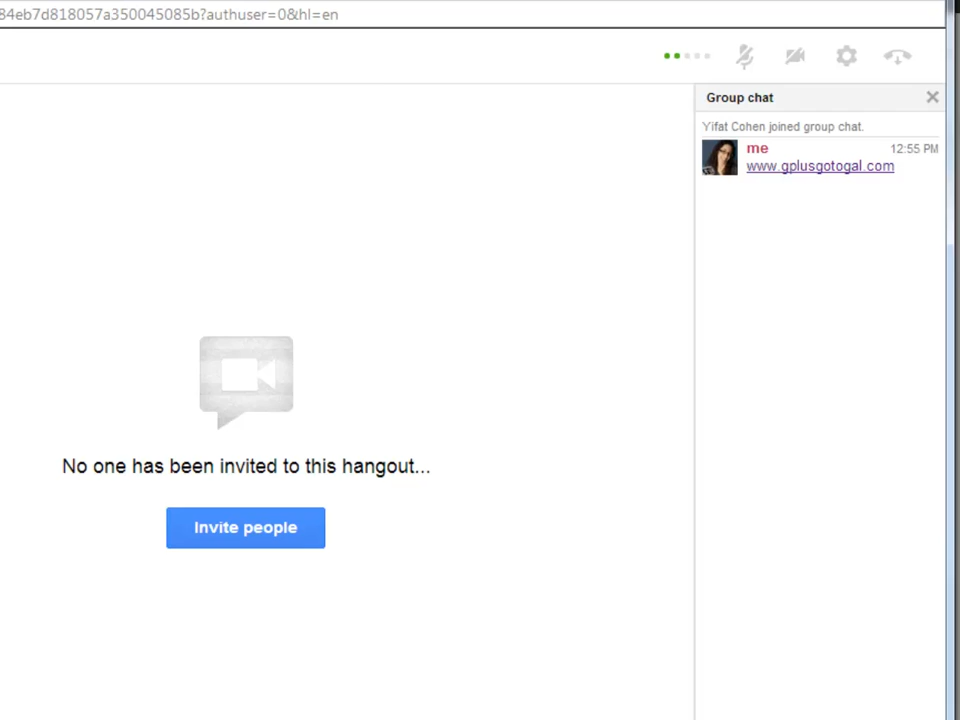 84eb7d818057a350045085b?authuser=0&hl=en
Group chat
Yifat Cohen joined group chat.
me 12:55 PM
www.gplusgotogal.com
No one has been invited to this hangout...
Invite people